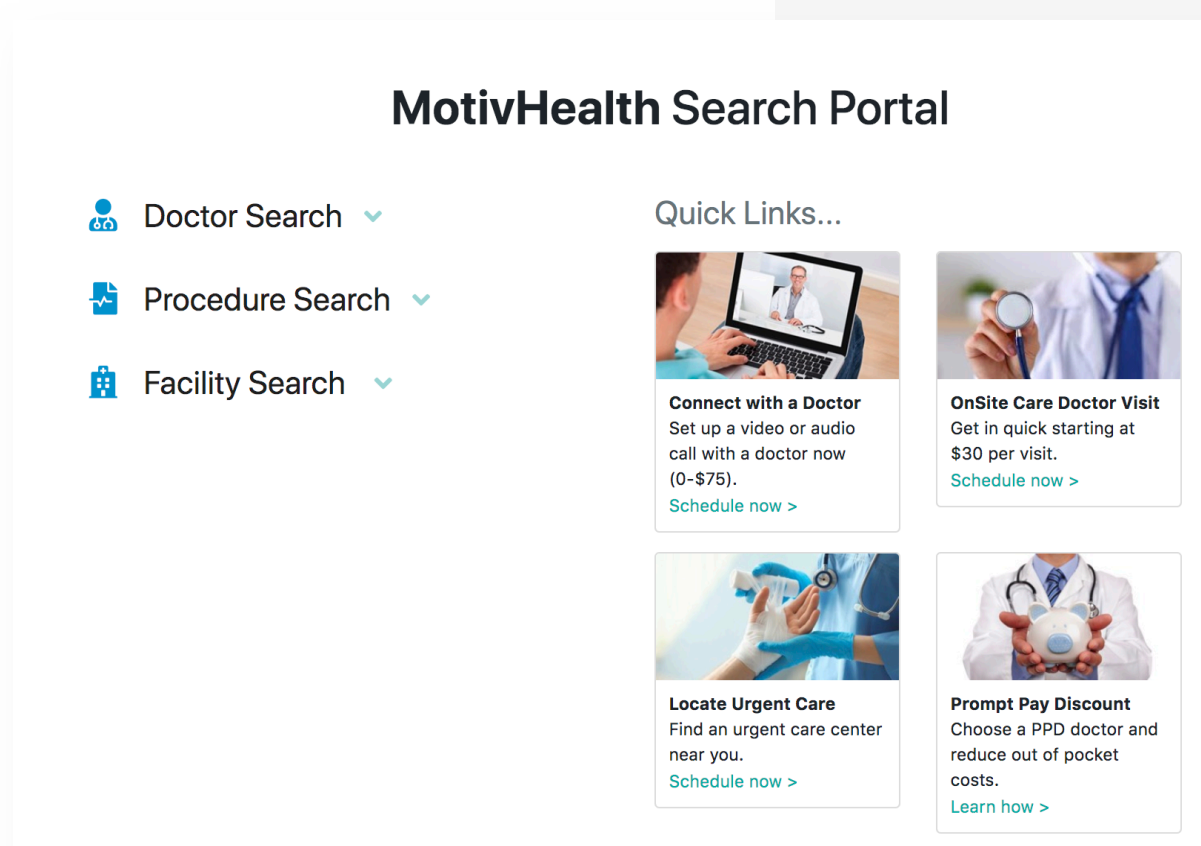 MotivHealth Search Portal
Doctor Search
Procedure Search
Facility Search
Quick Links...
Connect with a Doctor
Set up a video or audio
call with a doctor now
(0-$75).
Schedule now >
OnSite Care Doctor Visit
Get in quick starting at
$30 per visit.
Schedule now >
Locate Urgent Care
Find an urgent care center
near you.
Schedule now >
Prompt Pay Discount
Choose a PPD doctor and
reduce out of pocket
costs.
Learn how >